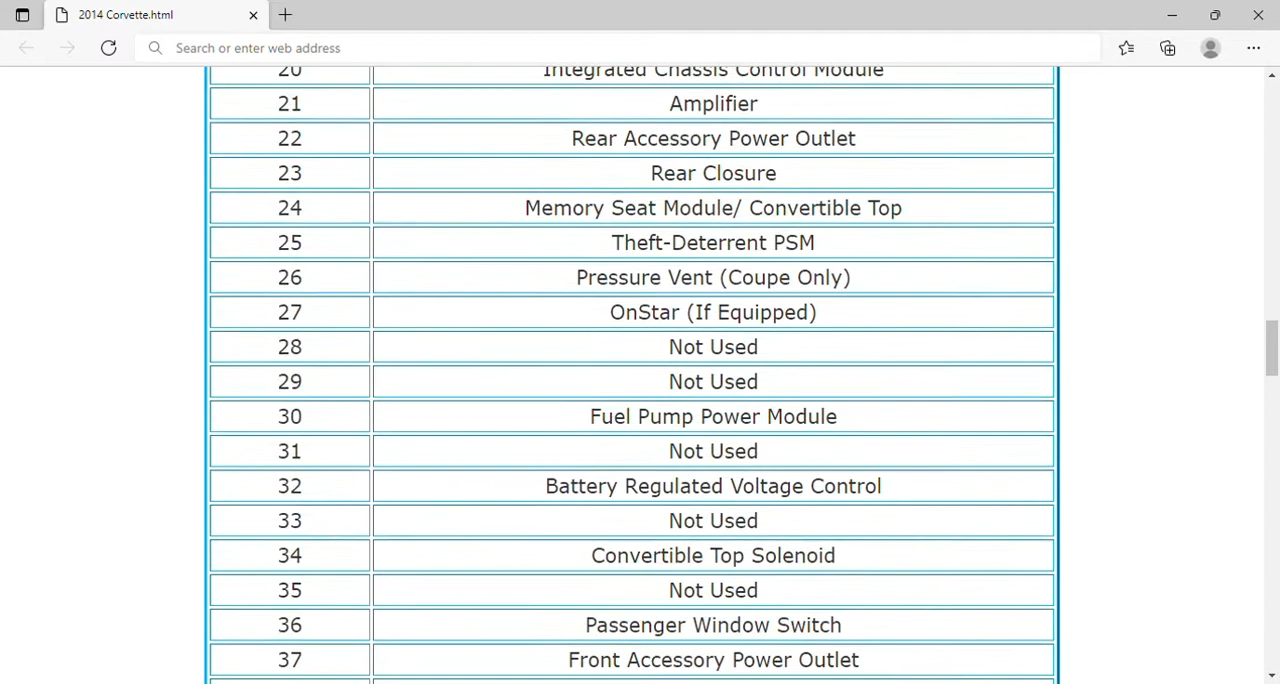 2014 Corvette.html
Search or enter web address
20 Integrated Chassis Control Module
21 Amplifier
22 Rear Accessory Power Outlet
23 Rear Closure
24 Memory Seat Module/ Convertible Top
25 Theft-Deterrent PSM
26 Pressure Vent (Coupe Only)
27 OnStar (If Equipped)
28 Not Used
29 Not Used
30 Fuel Pump Power Module
31 Not Used
32 Battery Regulated Voltage Control
33 Not Used
34 Convertible Top Solenoid
35 Not Used
36 Passenger Window Switch
37 Front Accessory Power Outlet